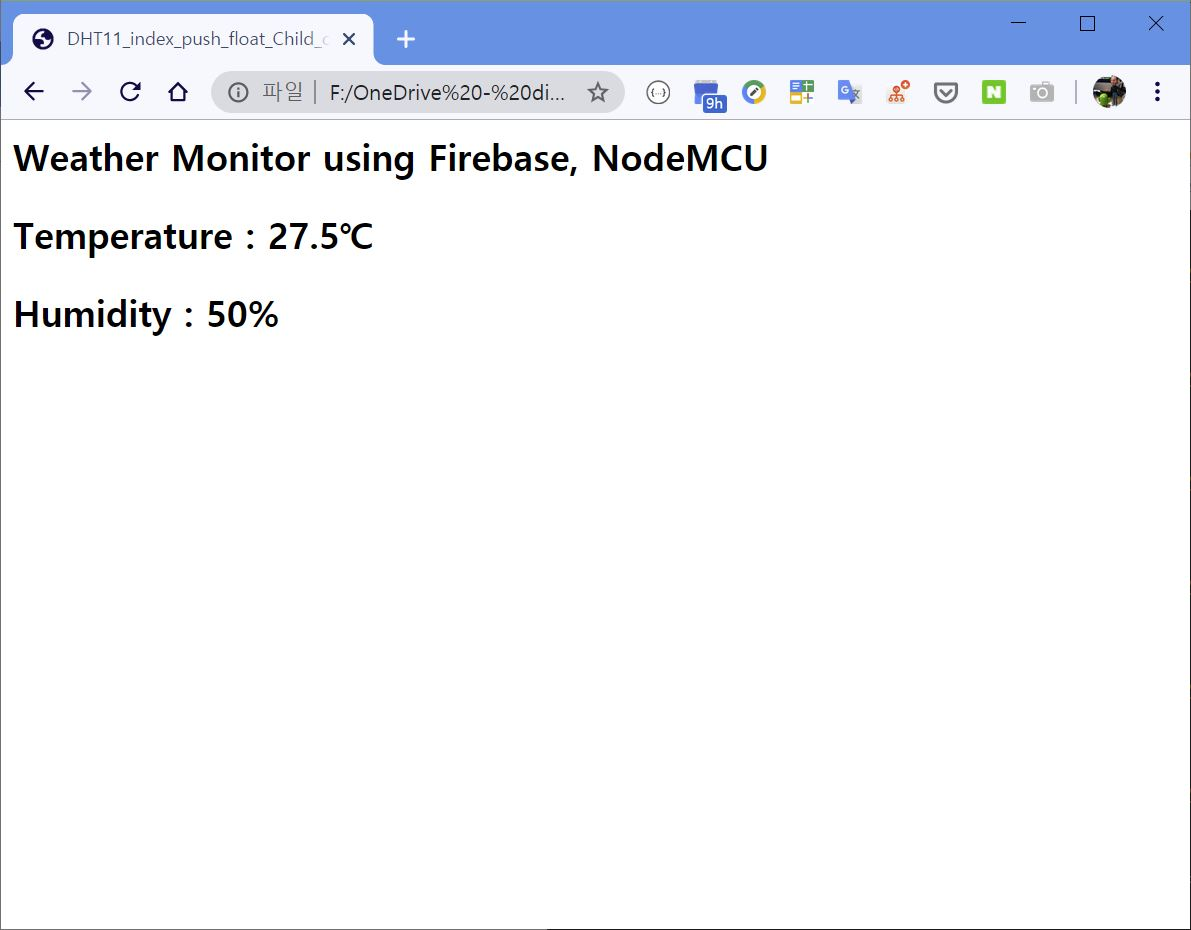 DHT11_index_push_float_Child_
파일 | F:/OneDrive%20-%20di...
9h
Weather Monitor using Firebase, NodeMCU
Temperature : 27.5℃
Humidity : 50%